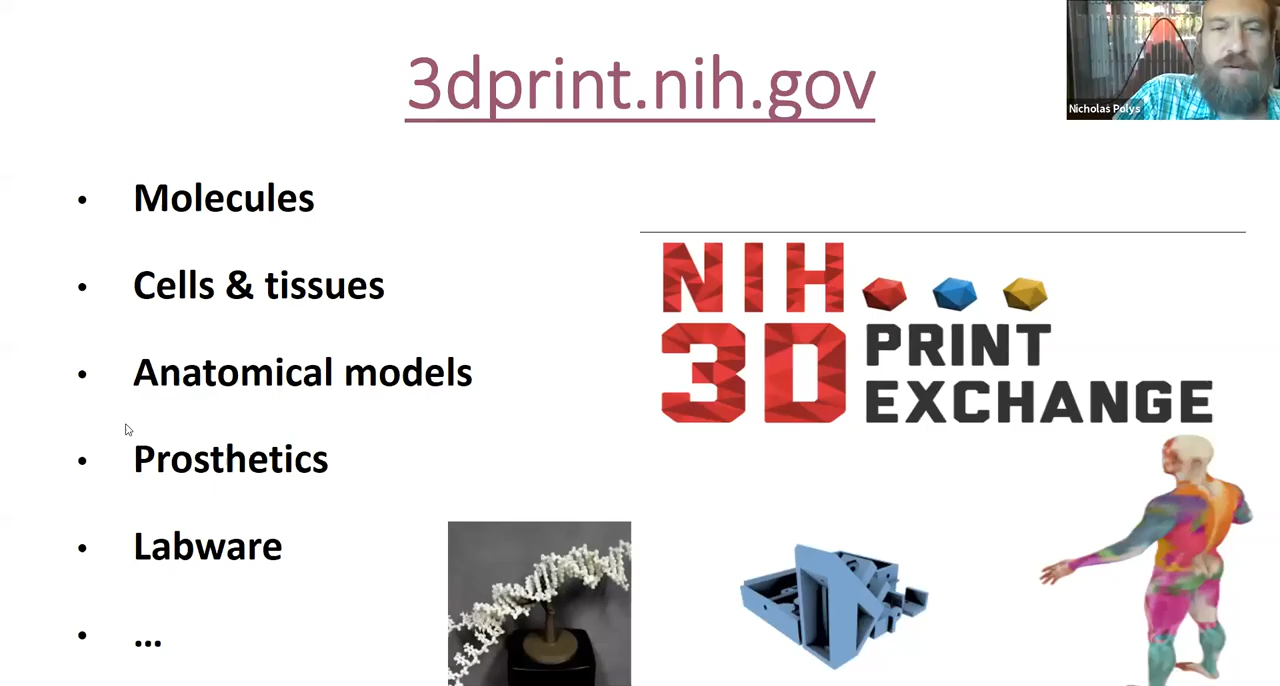 3dprint.nih.gov
Nicholas Polys
• Molecules
• Cells & tissues
• Anatomical models
• Prosthetics
• Labware
• ...
NIH
3D PRINT
EXCHANGE